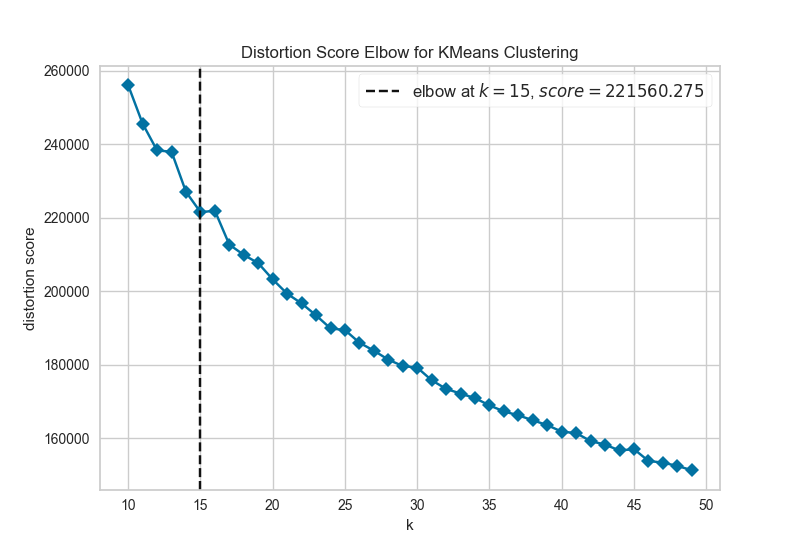 Distortion Score Elbow for KMeans Clustering
elbow at k = 15, score = 221560.275
260000
240000
220000
200000
180000
160000
distortion score
10 15 20 25 30 35 40 45 50
k